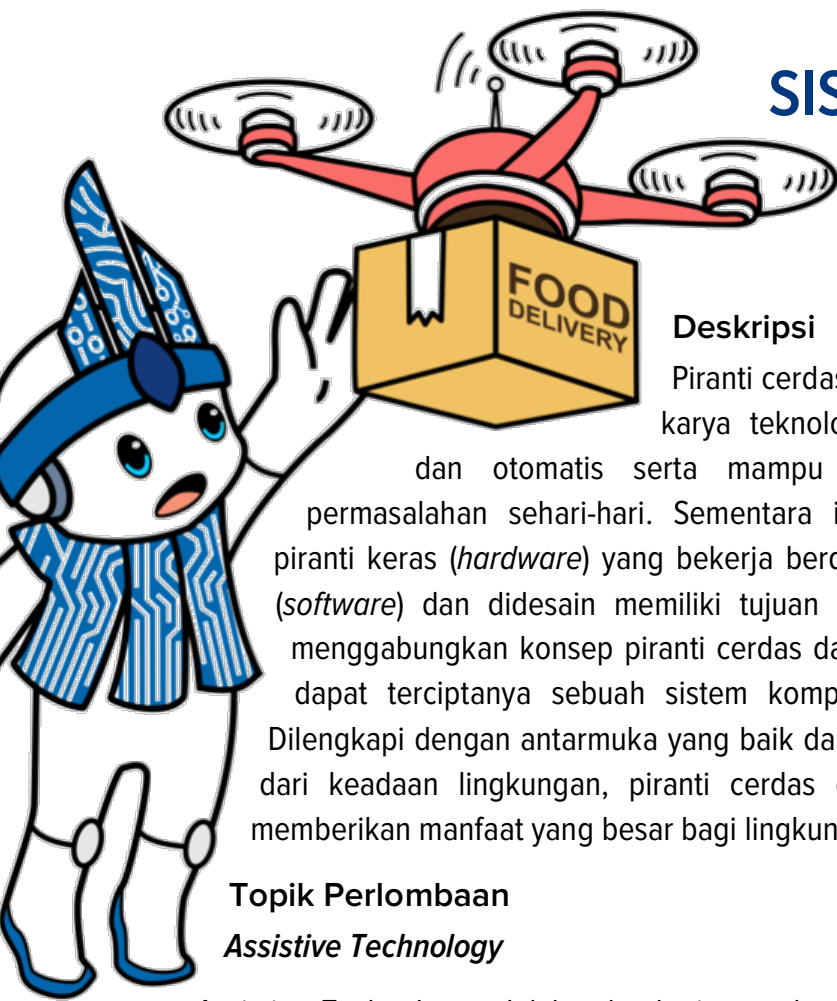 SIS
FOOD
DELIVERY
Deskripsi
Piranti cerdas
karya teknolo
dan otomatis serta mampu
permasalahan sehari-hari. Sementara i
piranti keras (hardware) yang bekerja berd
(software) dan didesain memiliki tujuan
menggabungkan konsep piranti cerdas da
dapat terciptanya sebuah sistem komp
Dilengkapi dengan antarmuka yang baik da
dari keadaan lingkungan, piranti cerdas
memberikan manfaat yang besar bagi lingkun
Topik Perlombaan
Assistive Technology